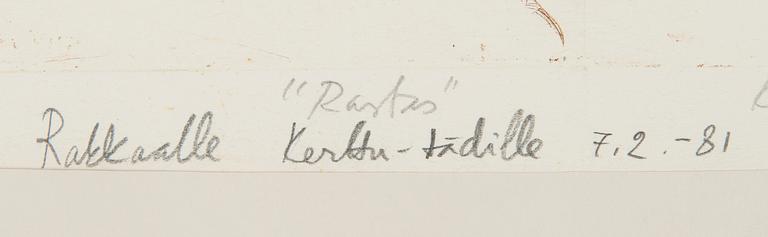 "Rastas"
Rakkaalle Kerttu-tädille 7.2.-81